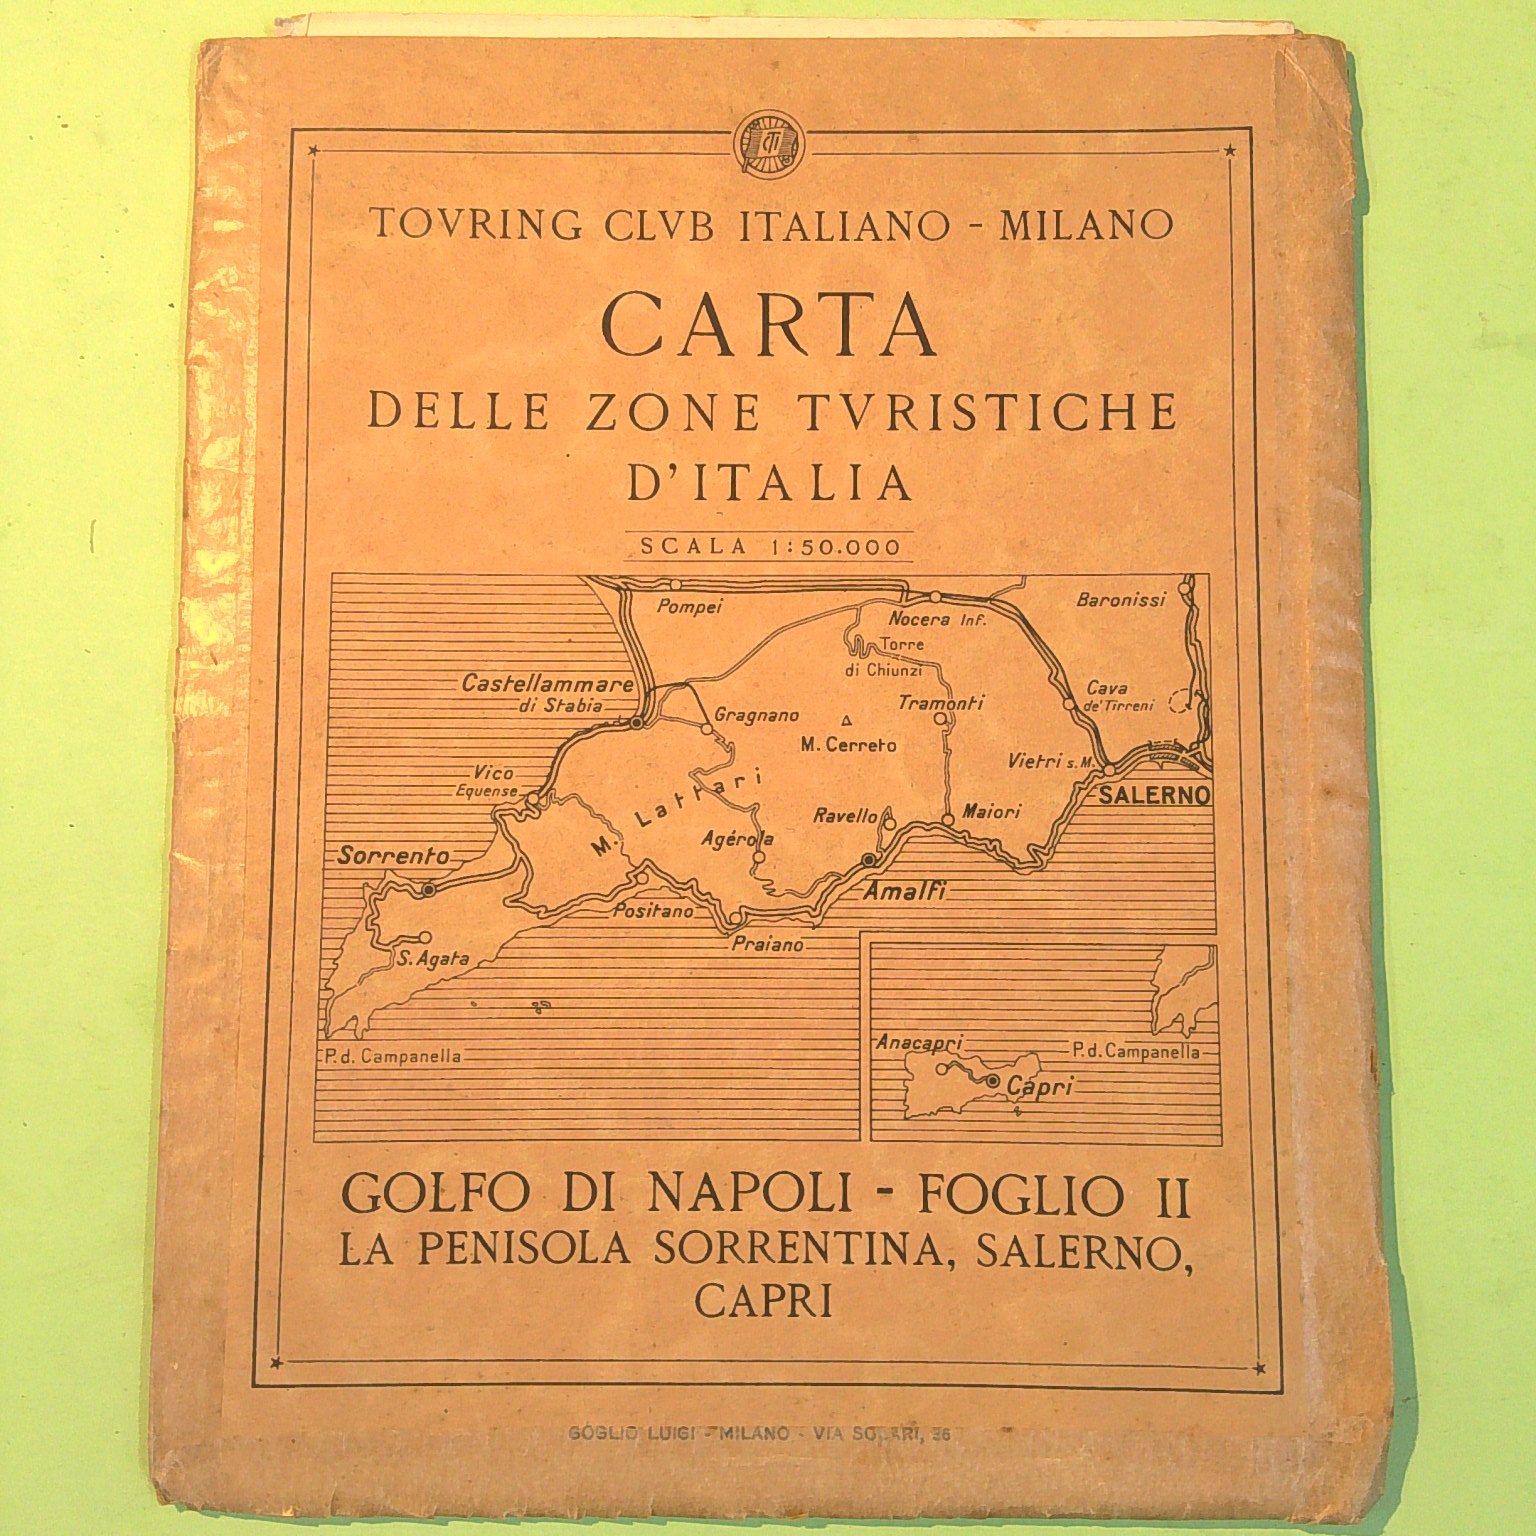 CTI
TOVRING CLVB ITALIANO - MILANO
CARTA
DELLE ZONE TVRISTICHE
D'ITALIA
SCALA 1:50.000
Pompei
Nocera Inf.
Baronissi
Torre
di Chiunzi
Castellammare
di Stabia
Gragnano
Tramonti
Cava
de'Tirreni
M. Cerreto
Vietri s. M.
SALERNO
Vico
Equense
M. Lattari
Agérola
Ravello
Maiori
Sorrento
Amalfi
Positano
Praiano
S. Agata
P. d. Campanella
Anacapri
P. d. Campanella
Capri
GOLFO DI NAPOLI - FOGLIO II
LA PENISOLA SORRENTINA, SALERNO,
CAPRI
GOGLIO LUIGI - MILANO - VIA SOLARI, 36